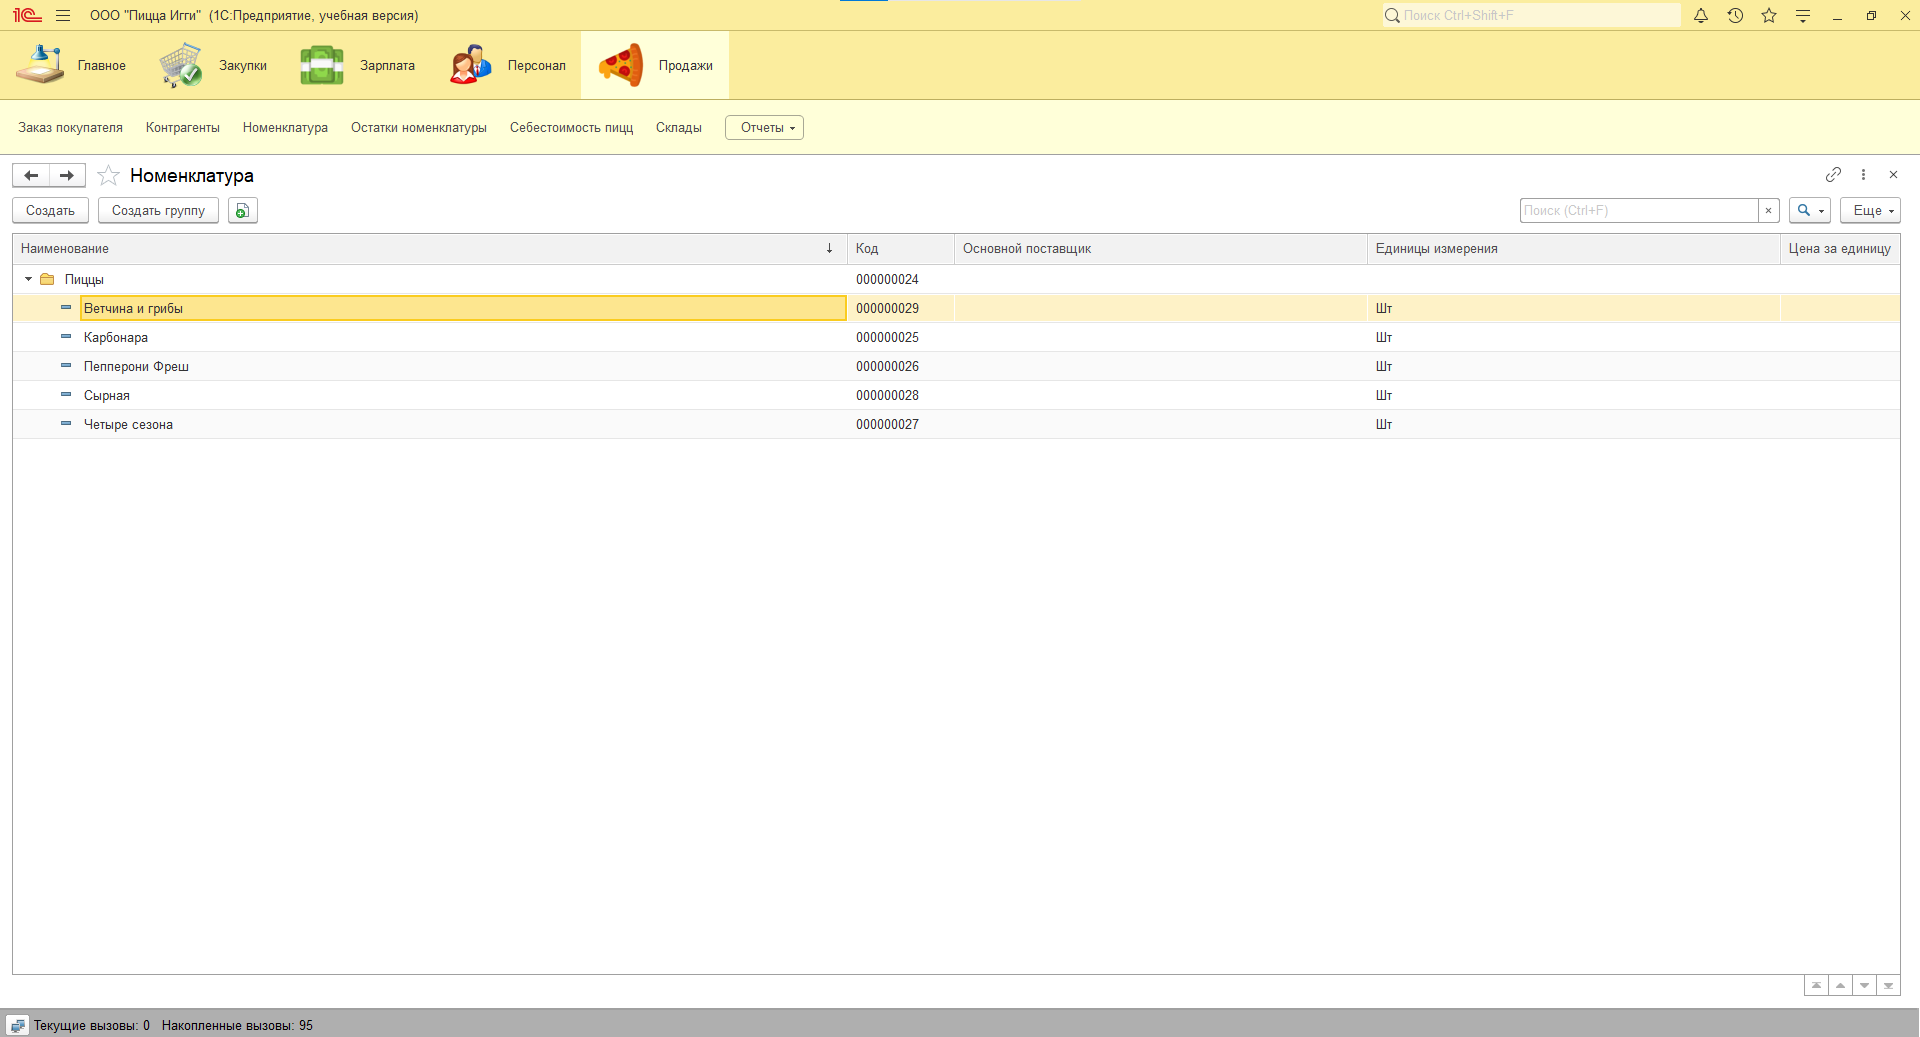 1С ООО "Пицца Игги" (1С:Предприятие, учебная версия) Поиск Ctrl+Shift+F
Главное Закупки Зарплата Персонал Продажи
Заказ покупателя Контрагенты Номенклатура Остатки номенклатуры Себестоимость пицц Склады Отчеты
Номенклатура
Создать Создать группу Поиск (Ctrl+F) × Еще
Наименование ↓ Код Основной поставщик Единицы измерения Цена за единицу
Пиццы 000000024
Ветчина и грибы 000000029 Шт
Карбонара 000000025 Шт
Пепперони Фреш 000000026 Шт
Сырная 000000028 Шт
Четыре сезона 000000027 Шт
Текущие вызовы: 0 Накопленные вызовы: 95